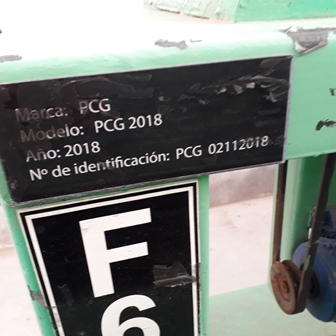 Marca: PCG
Modelo: PCG 2018
Año: 2018
Nº de identificación: PCG 02112018
F
6